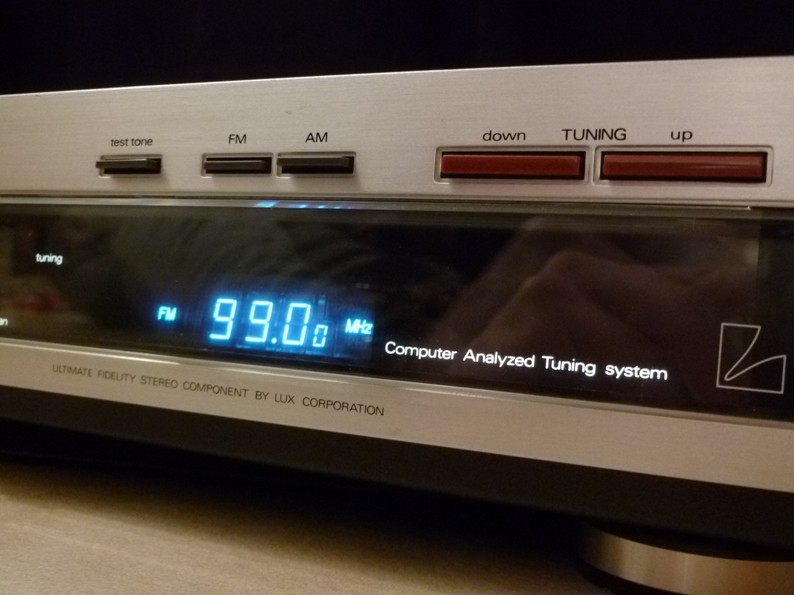 test tone FM AM down TUNING up
tuning
FM 99.00 MHz
Computer Analyzed Tuning system
ULTIMATE FIDELITY STEREO COMPONENT BY LUX CORPORATION